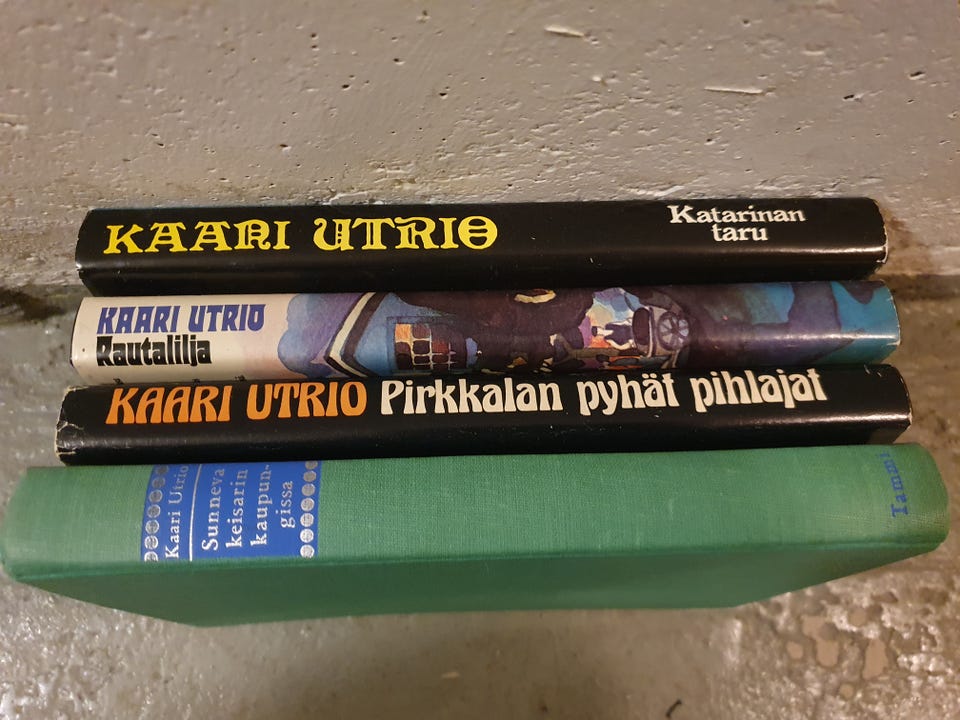 KAARI UTRIO Katarinan
taru
KAARI UTRIO
Rautalilja
KAARI UTRIO Pirkkalan pyhät pihlajat
Kaari Utrio
Sunneva
keisarin
kaupun-
gissa
Tammi